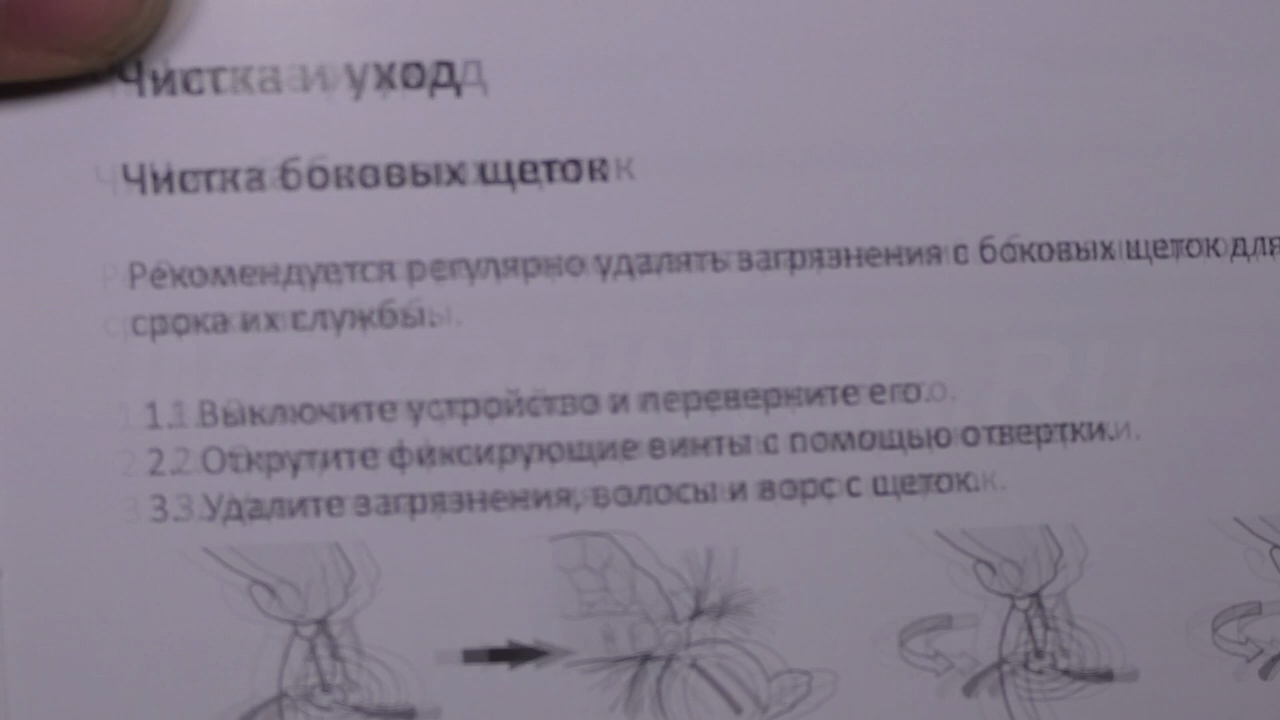 Чистка и уход
Чистка боковых щеток
Рекомендуется регулярно удалять загрязнения с боковых щеток для
срока их службы.
1. Выключите устройство и переверните его.
2. Открутите фиксирующие винты с помощью отвертки.
3. Удалите загрязнения, волосы и ворс с щеток.